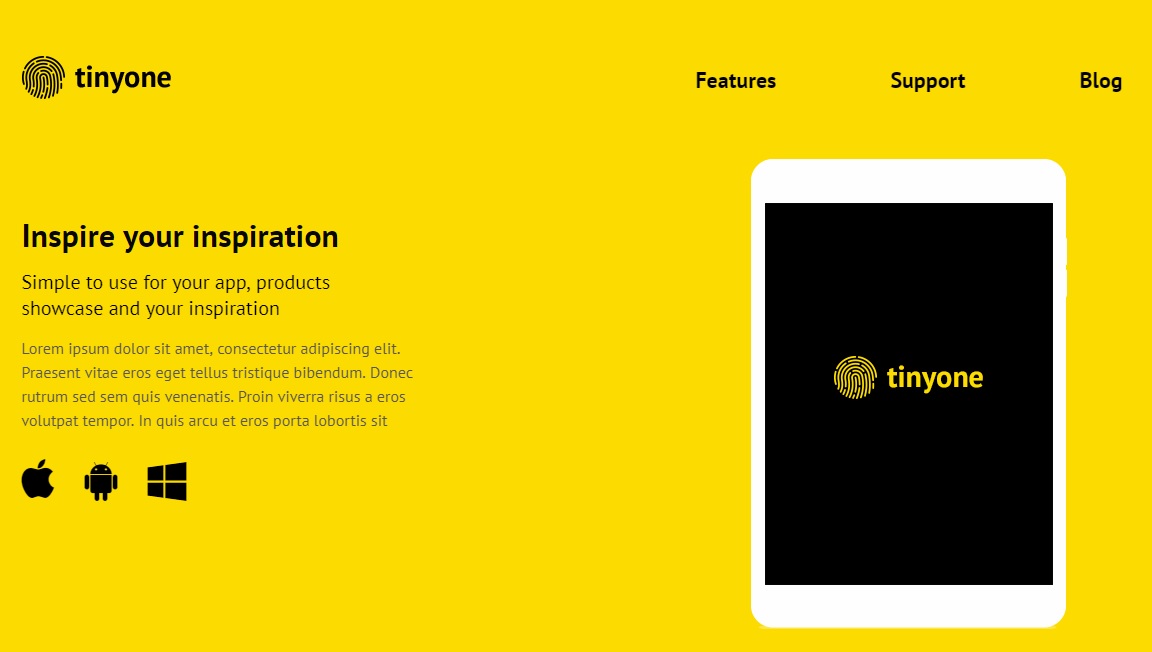 tinyone
Features
Support
Blog
Inspire your inspiration
Simple to use for your app, products
showcase and your inspiration
Lorem ipsum dolor sit amet, consectetur adipiscing elit.
Praesent vitae eros eget tellus tristique bibendum. Donec
rutrum sed sem quis venenatis. Proin viverra risus a eros
volutpat tempor. In quis arcu et eros porta lobortis sit
tinyone